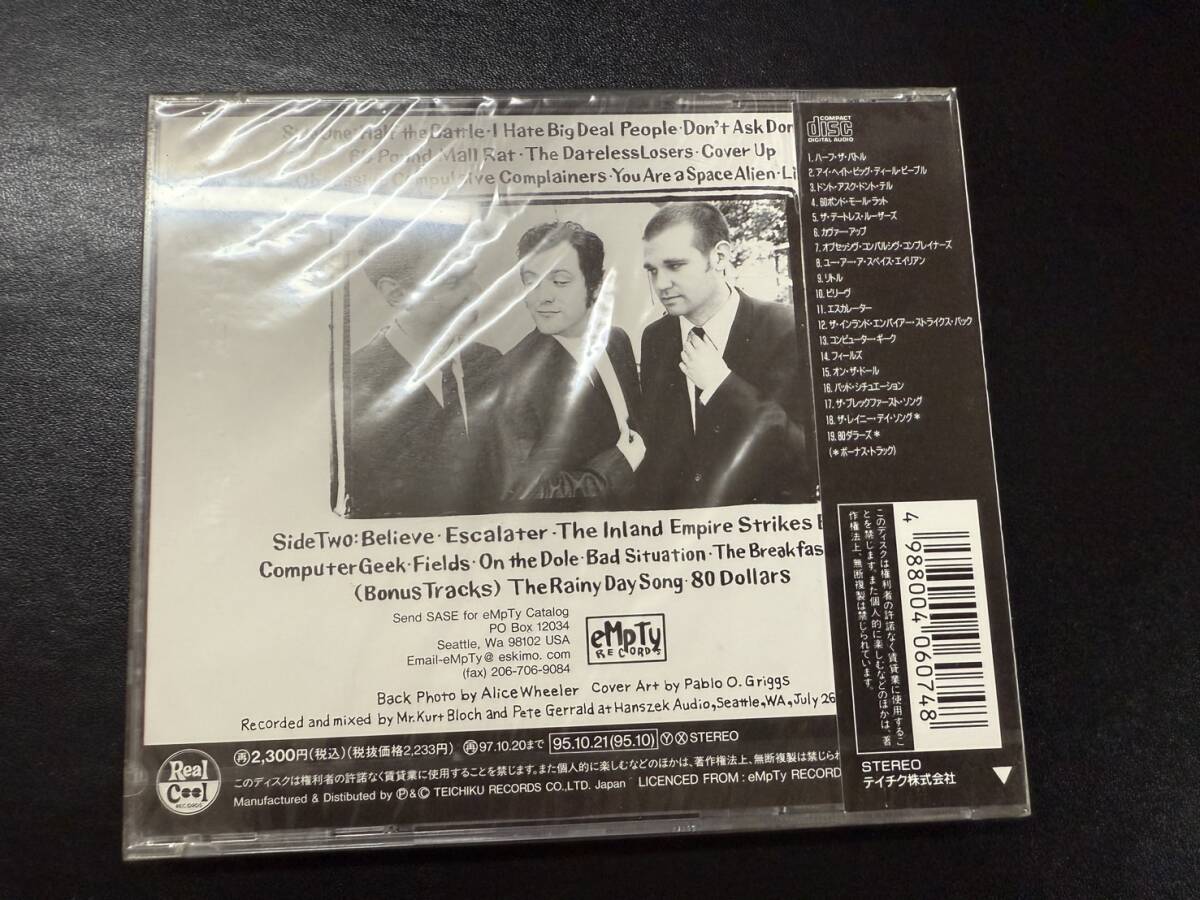 Side One: Half the Battle · I Hate Big Deal People · Don't Ask Don
Pound Mall Rat · The Dateless Losers · Cover Up
Obsessive Compulsive Complainers · You Are a Space Alien · Li
Side Two: Believe · Escalater · The Inland Empire Strikes
Computer Geek · Fields · On the Dole · Bad Situation · The Breakfas
(Bonus Tracks) The Rainy Day Song · 80 Dollars
Send SASE for eMpTy Catalog
PO Box 12034
Seattle, Wa 98102 USA
Email-eMpTy@ eskimo. com
(fax) 206-706-9084
eMpTy
RECORDS
Back Photo by Alice Wheeler Cover Art by Pablo O. Griggs
Recorded and mixed by Mr. Kurt Bloch and Pete Gerrald at Hanszek Audio, Seattle, WA, July 26
Real Cool
RECORDS
再 2,300円(税込)(税抜価格2,233円) 再 97.10.20まで 95.10.21(95.10) Ⓨ Ⓧ STEREO
このディスクは権利者の許諾なく賃貸業に使用することを禁じます。また個人的に楽しむなどのほかは、著作権法上、無断複製は禁じら
Manufactured & Distributed by Ⓟ&© TEICHIKU RECORDS CO., LTD. Japan LICENCED FROM : eMpTy RECORD
COMPACT
disc
DIGITAL AUDIO
1. ハーフ・ザ・バトル
2. アイ・ヘイト・ビッグ・ディール・ピープル
3. ドント・アスク・ドント・テル
4. 60ポンド・モール・ラット
5. ザ・デートレス・ルーザーズ
6. カヴァー・アップ
7. オブセッシヴ・コンパルシヴ・コンプレイナーズ
8. ユー・アー・ア・スペイス・エイリアン
9. リトル
10. ビリーヴ
11. エスカレーター
12. ザ・インランド・エンパイアー・ストライクス・バック
13. コンピューター・ギーク
14. フィールズ
15. オン・ザ・ドール
16. バッド・シチュエーション
17. ザ・ブレックファースト・ソング
18. ザ・レイニー・デイ・ソング*
19. 80ダラーズ*
(*ボーナス・トラック)
このディスクは権利者の許諾なく賃貸業に使用するこ
とを禁じます。また個人的に楽しむなどのほかは、著
作権法上、無断複製は禁じられています。
4 988004 060748
STEREO
テイチク株式会社